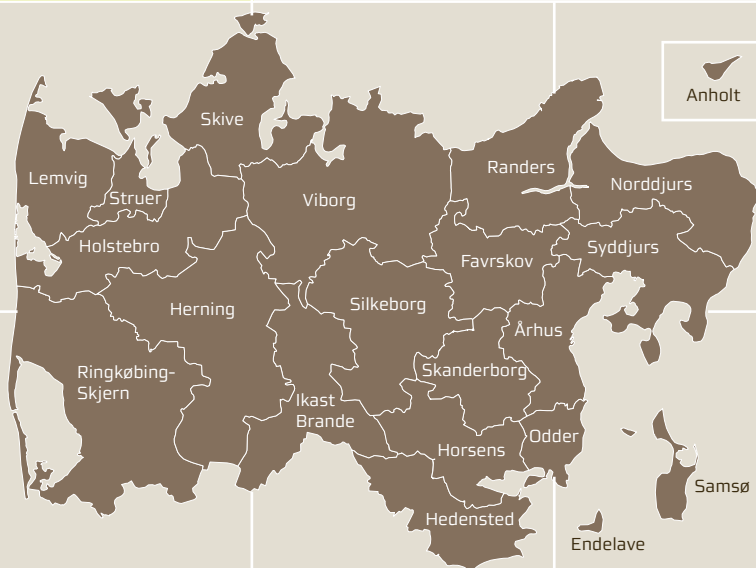 Anholt
Skive
Randers
Lemvig
Struer
Viborg
Norddjurs
Holstebro
Favrskov
Syddjurs
Herning
Silkeborg
Århus
Ringkøbing-
Skjern
Skanderborg
Ikast
Brande
Horsens
Odder
Samsø
Hedensted
Endelave